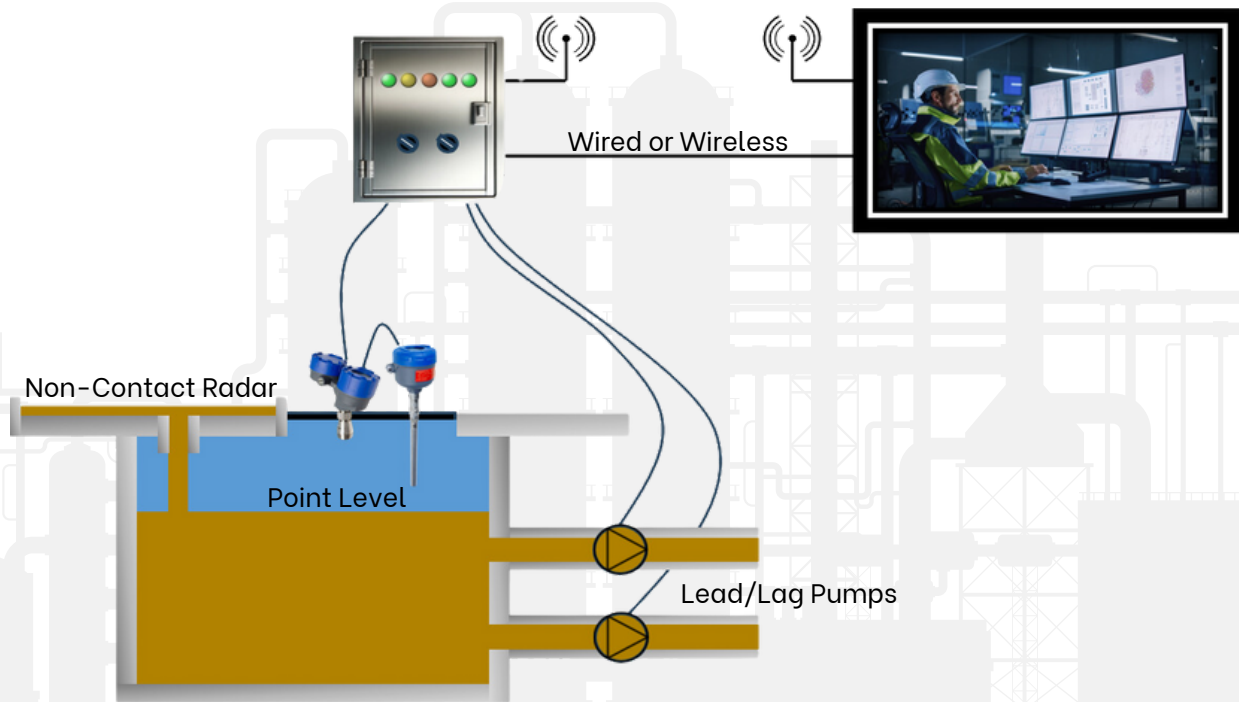 Wired or Wireless
Non-Contact Radar
Point Level
Lead/Lag Pumps